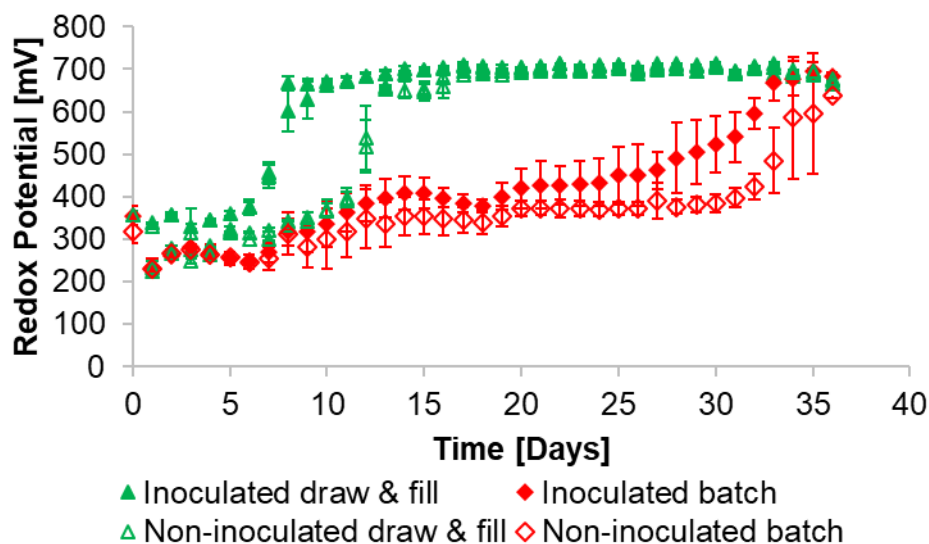 800
700
600
500
400
300
200
100
0
Redox Potential [mV]
0 5 10 15 20 25 30 35 40
Time [Days]
Inoculated draw & fill Inoculated batch
Non-inoculated draw & fill Non-inoculated batch